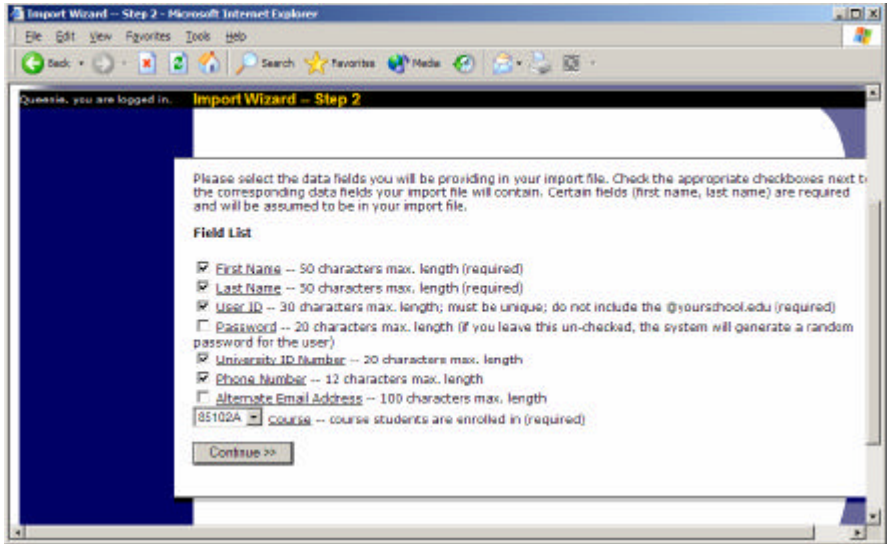 Import Wizard -- Step 2 - Microsoft Internet Explorer
File Edit View Favorites Tools Help
Back Search Favorites Media
Queenie, you are logged in. Import Wizard -- Step 2
Please select the data fields you will be providing in your import file. Check the appropriate checkboxes next to
the corresponding data fields your import file will contain. Certain fields (first name, last name) are required
and will be assumed to be in your import file.
Field List
First Name -- 50 characters max. length (required)
Last Name -- 50 characters max. length (required)
User ID -- 30 characters max. length; must be unique; do not include the @yourschool.edu (required)
Password -- 20 characters max. length (if you leave this un-checked, the system will generate a random
password for the user)
University ID Number -- 20 characters max. length
Phone Number -- 12 characters max. length
Alternate Email Address -- 100 characters max. length
85102A Course -- course students are enrolled in (required)
Continue >>